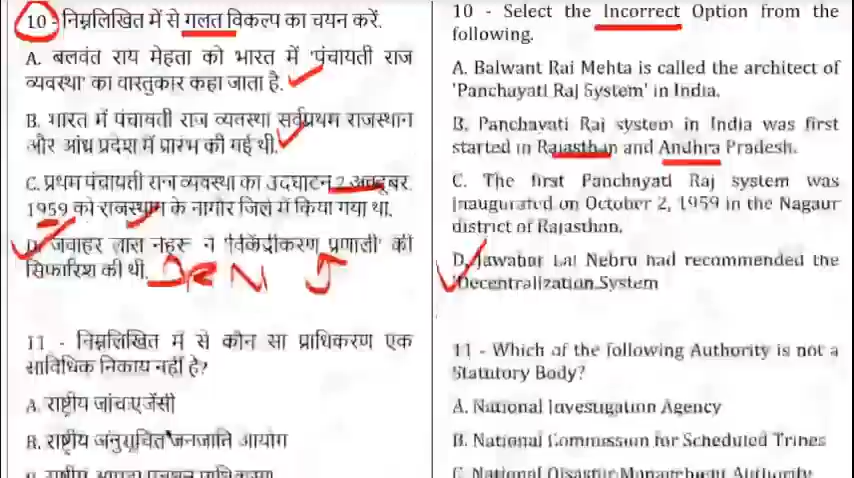 10 - निम्नलिखित में से गलत विकल्प का चयन करें.
A. बलवंत राय मेहता को भारत में 'पंचायती राज
व्यवस्था' का वास्तुकार कहा जाता है.
B. भारत में पंचायती राज व्यवस्था सर्वप्रथम राजस्थान
और आंध्र प्रदेश में प्रारंभ की गई थी.
C. प्रथम पंचायती राज व्यवस्था का उदघाटन 2 अक्टूबर
1959 को राजस्थान के नागौर जिले में किया गया था.
D. जवाहर लाल नेहरू ने 'विकेंद्रीकरण प्रणाली' की
सिफारिश की थी.
11 - निम्नलिखित में से कौन सा प्राधिकरण एक
सांविधिक निकाय नहीं है?
A. राष्ट्रीय जांच एजेंसी
B. राष्ट्रीय अनुसूचित जनजाति आयोग
10 - Select the Incorrect Option from the
following.
A. Balwant Rai Mehta is called the architect of
'Panchayati Raj System' in India.
B. Panchayati Raj system in India was first
started in Rajasthan and Andhra Pradesh.
C. The first Panchayati Raj system was
inaugurated on October 2, 1959 in the Nagaur
district of Rajasthan.
D. Jawahar Lal Nehru had recommended the
'Decentralization System
11 - Which of the following Authority is not a
Statutory Body?
A. National Investigation Agency
B. National Commission for Scheduled Tribes
C. National Disaster Management Authority